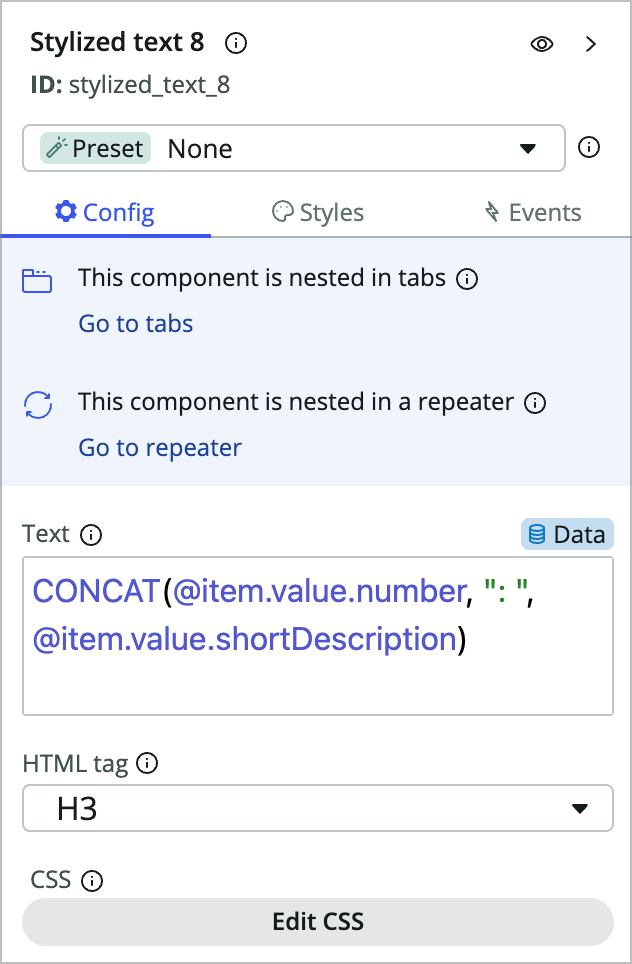 Stylized text 8
ID: stylized_text_8
Preset None
Config Styles Events
This component is nested in tabs
Go to tabs
This component is nested in a repeater
Go to repeater
Text Data
CONCAT(@item.value.number, ": ",
@item.value.shortDescription)
HTML tag
H3
CSS
Edit CSS